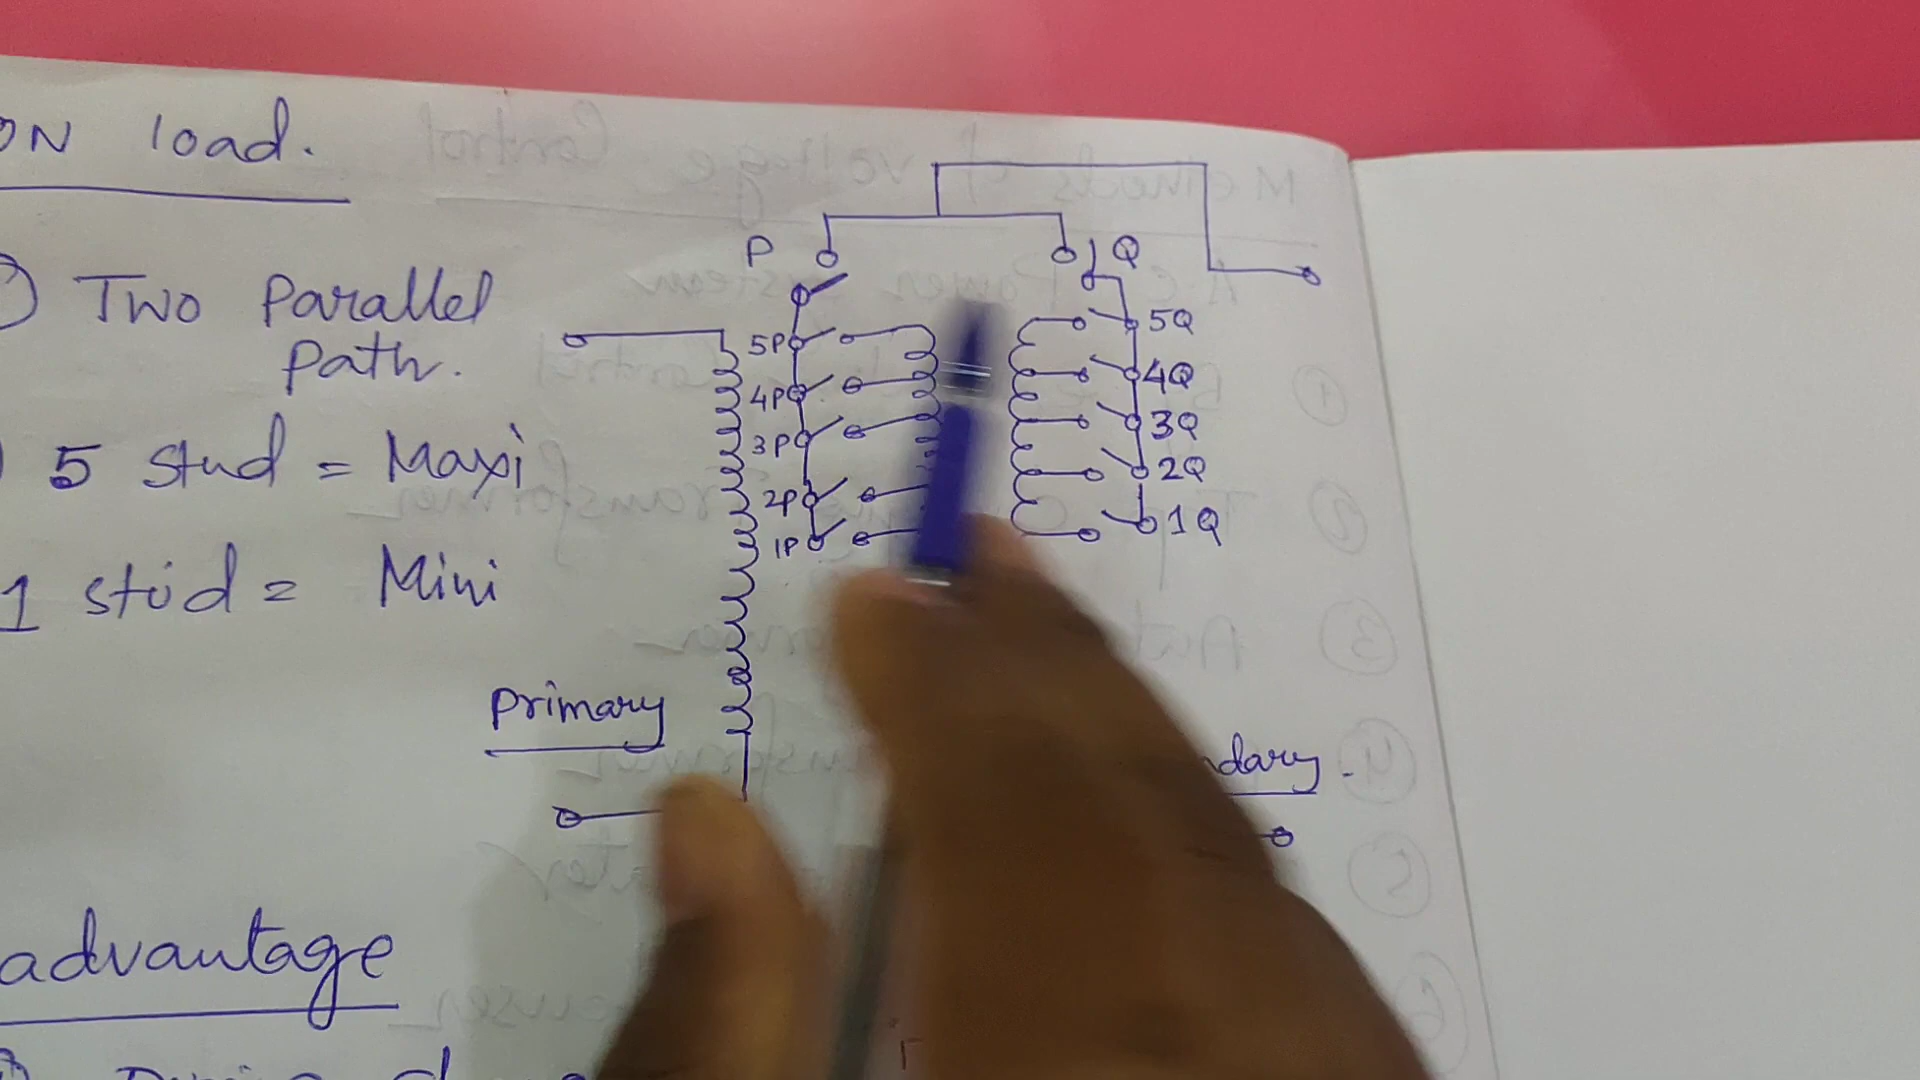 ON load.
Two Parallel
Path.
5 stud = Maxi
1 stud = Mini
P
Q
5P
4P
3P
2P
1P
5Q
4Q
3Q
2Q
1Q
Primary
ndary.
advantage